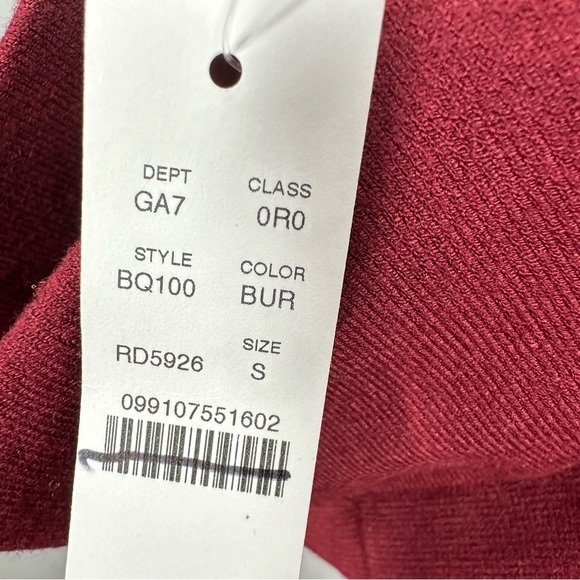 DEPT CLASS
GA7 0R0
STYLE COLOR
BQ100 BUR
RD5926 SIZE
S
099107551602